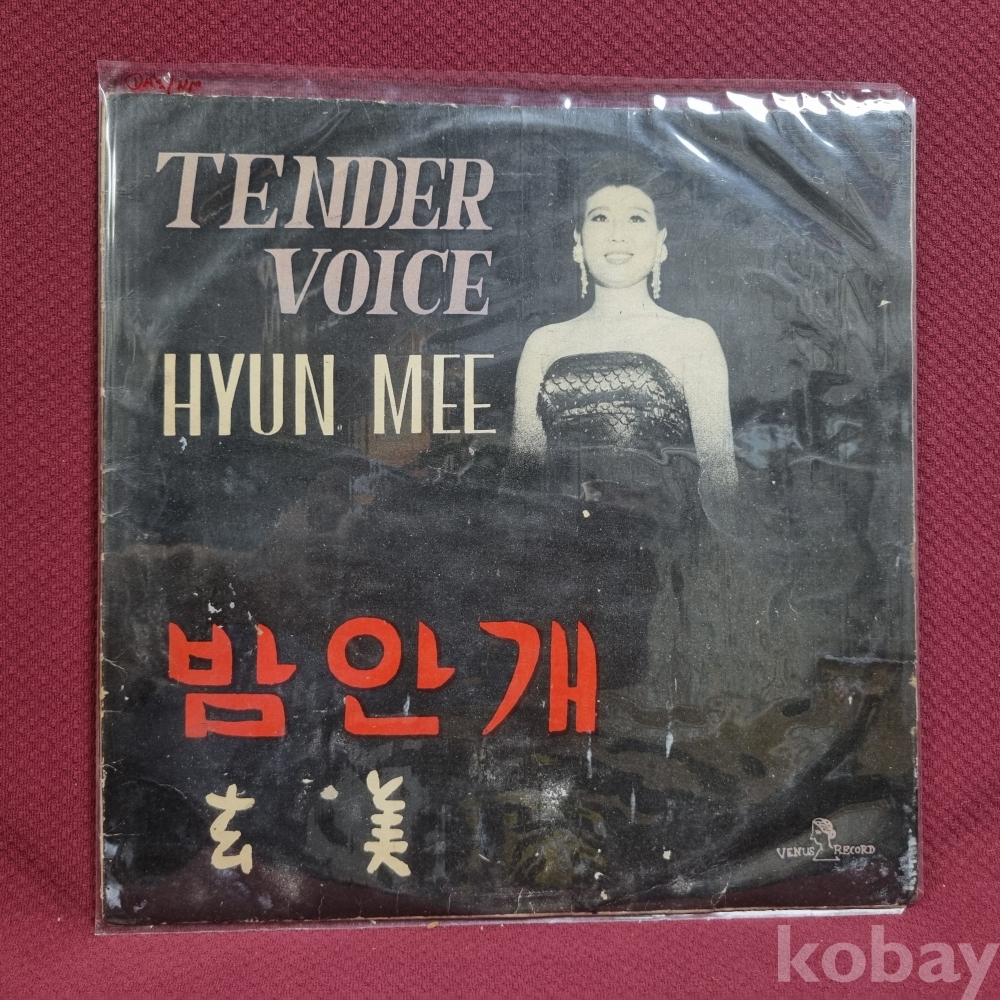 TENDER
VOICE
HYUN MEE
밤안개
玄美
VENUS RECORD
kobay